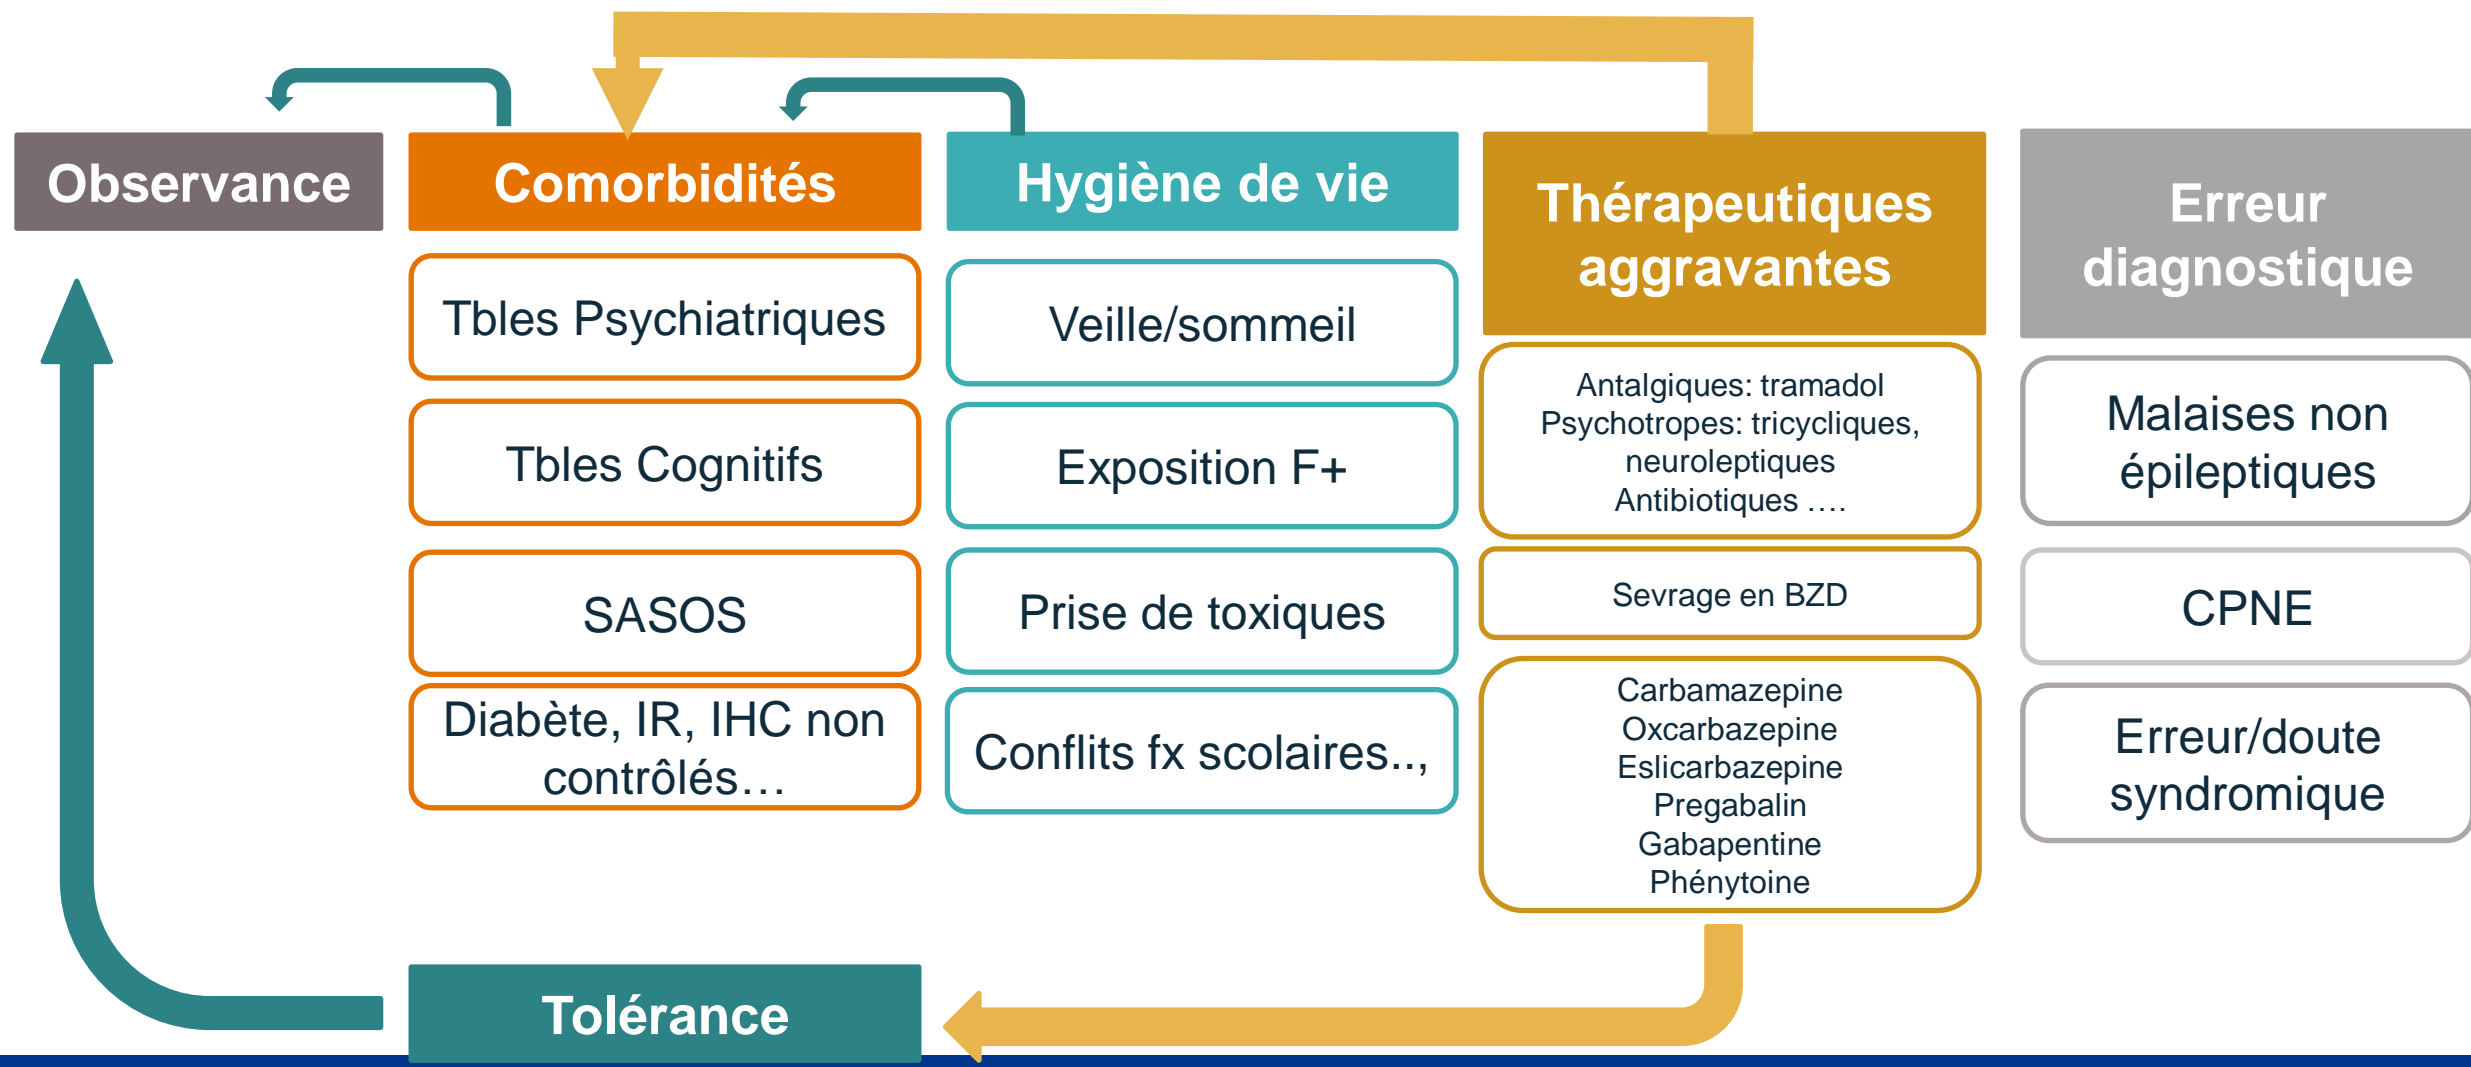 Observance
Comorbidités
Tbles Psychiatriques
Tbles Cognitifs
SASOS
Diabète, IR, IHC non
contrôlés…
Hygiène de vie
Veille/sommeil
Exposition F+
Prise de toxiques
Conflits fx scolaires..,
Thérapeutiques
aggravantes
Antalgiques: tramadol
Psychotropes: tricycliques,
neuroleptiques
Antibiotiques ….
Sevrage en BZD
Carbamazepine
Oxcarbazepine
Eslicarbazepine
Pregabalin
Gabapentine
Phénytoine
Erreur
diagnostique
Malaises non
épileptiques
CPNE
Erreur/doute
syndromique
Tolérance